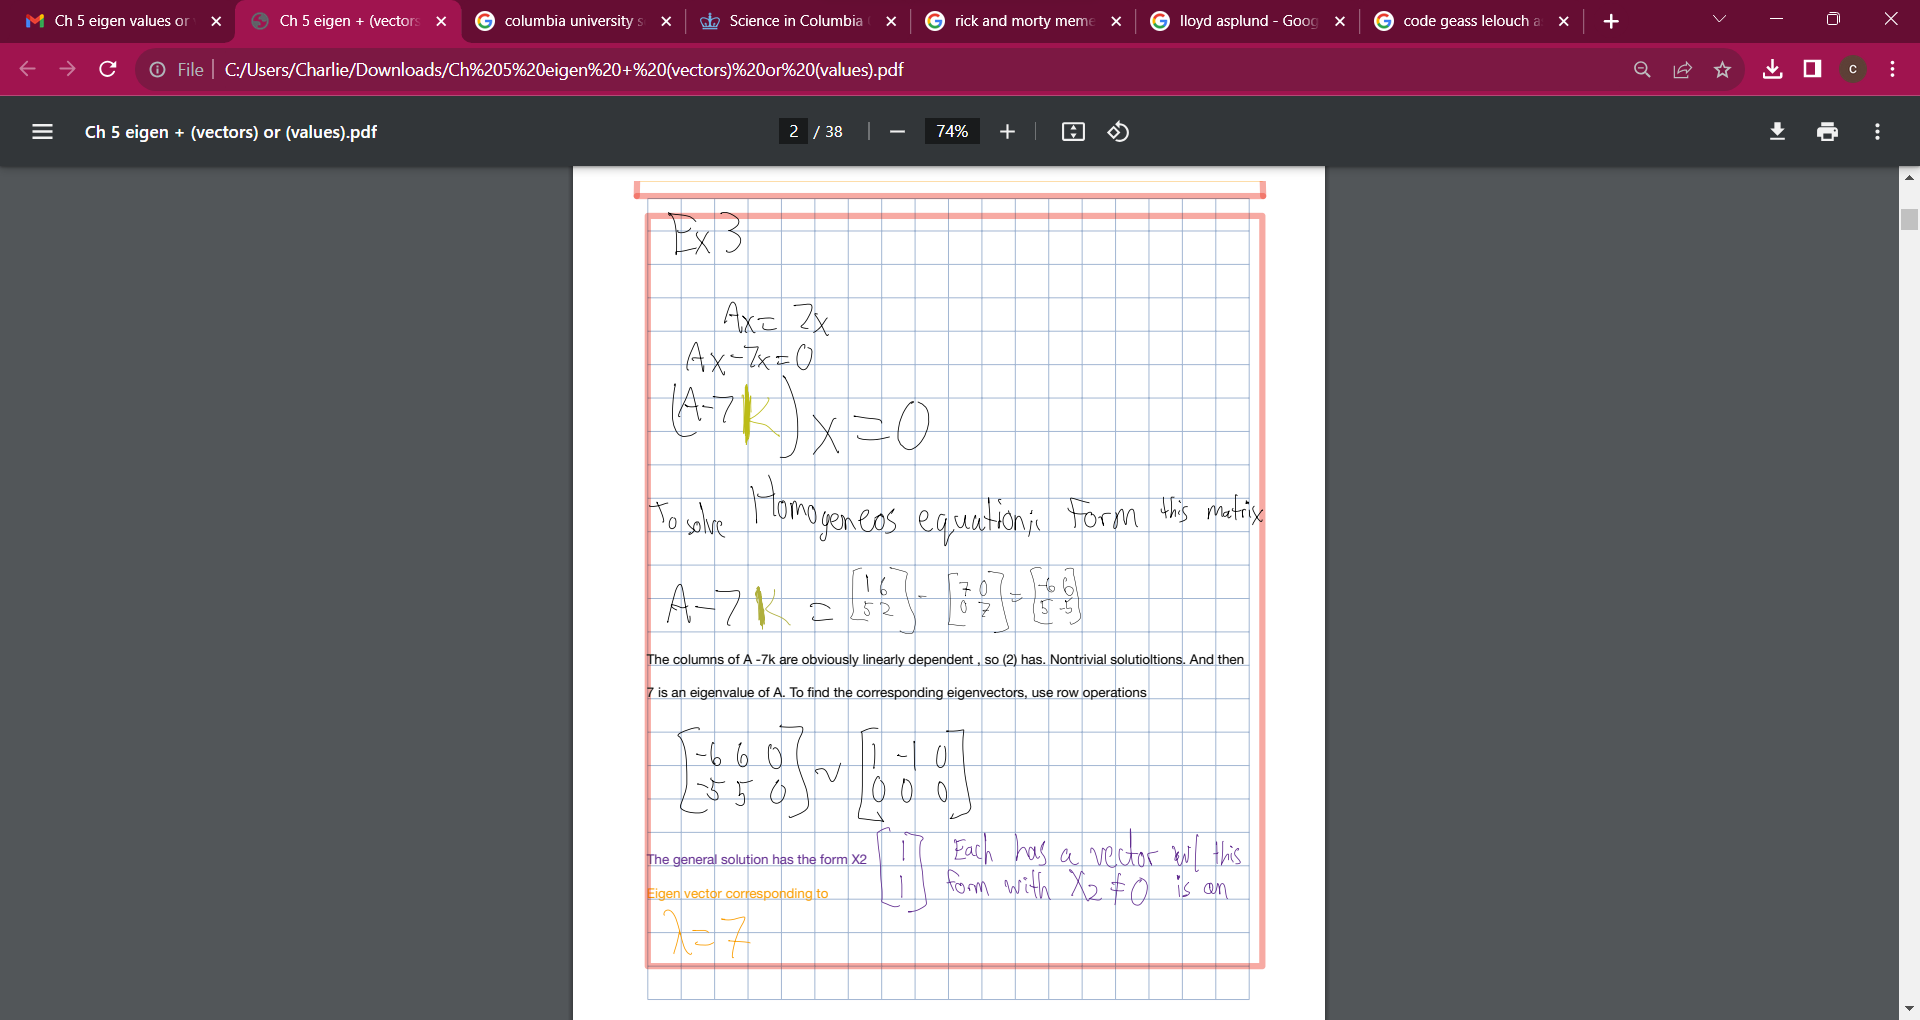 Ch 5 eigen values or
Ch 5 eigen + (vectors
columbia university s
Science in Columbia
rick and morty meme
lloyd asplund - Goog
code geass lelouch a
File
C:/Users/Charlie/Downloads/Ch%205%20eigen%20+%20(vectors)%20or%20(values).pdf
C
Ch 5 eigen + (vectors) or (values).pdf
2 / 38
74%
Ex 3
Ax = 7x
Ax-7x=0
(A-7K)x=0
To solve Homogeneos equation;; Form this matrix
A-7K = [1 6 - [7 0 = [-6 6
5 2] 0 7] 5 -5]
The columns of A -7k are obviously linearly dependent , so (2) has. Nontrivial solutioltions. And then
7 is an eigenvalue of A. To find the corresponding eigenvectors, use row operations
[-6 6 0 ~ [1 -1 0
-5 5 0] 0 0 0]
The general solution has the form X2 [1 1] Each has a vector w/ this
form with X2 ≠ 0 is an
Eigen vector corresponding to
λ=7